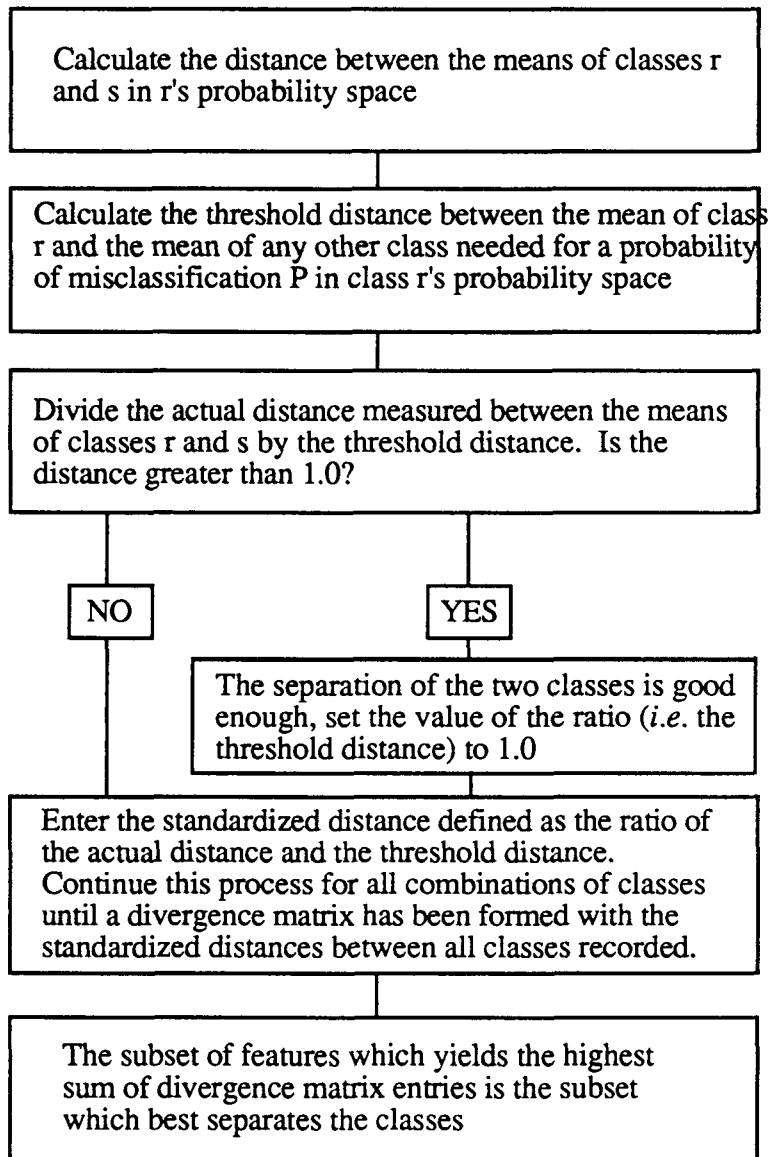 Calculate the distance between the means of classes r
and s in r's probability space
Calculate the threshold distance between the mean of class
r and the mean of any other class needed for a probability
of misclassification P in class r's probability space
Divide the actual distance measured between the means
of classes r and s by the threshold distance. Is the
distance greater than 1.0?
NO
YES
The separation of the two classes is good
enough, set the value of the ratio (i.e. the
threshold distance) to 1.0
Enter the standardized distance defined as the ratio of
the actual distance and the threshold distance.
Continue this process for all combinations of classes
until a divergence matrix has been formed with the
standardized distances between all classes recorded.
The subset of features which yields the highest
sum of divergence matrix entries is the subset
which best separates the classes